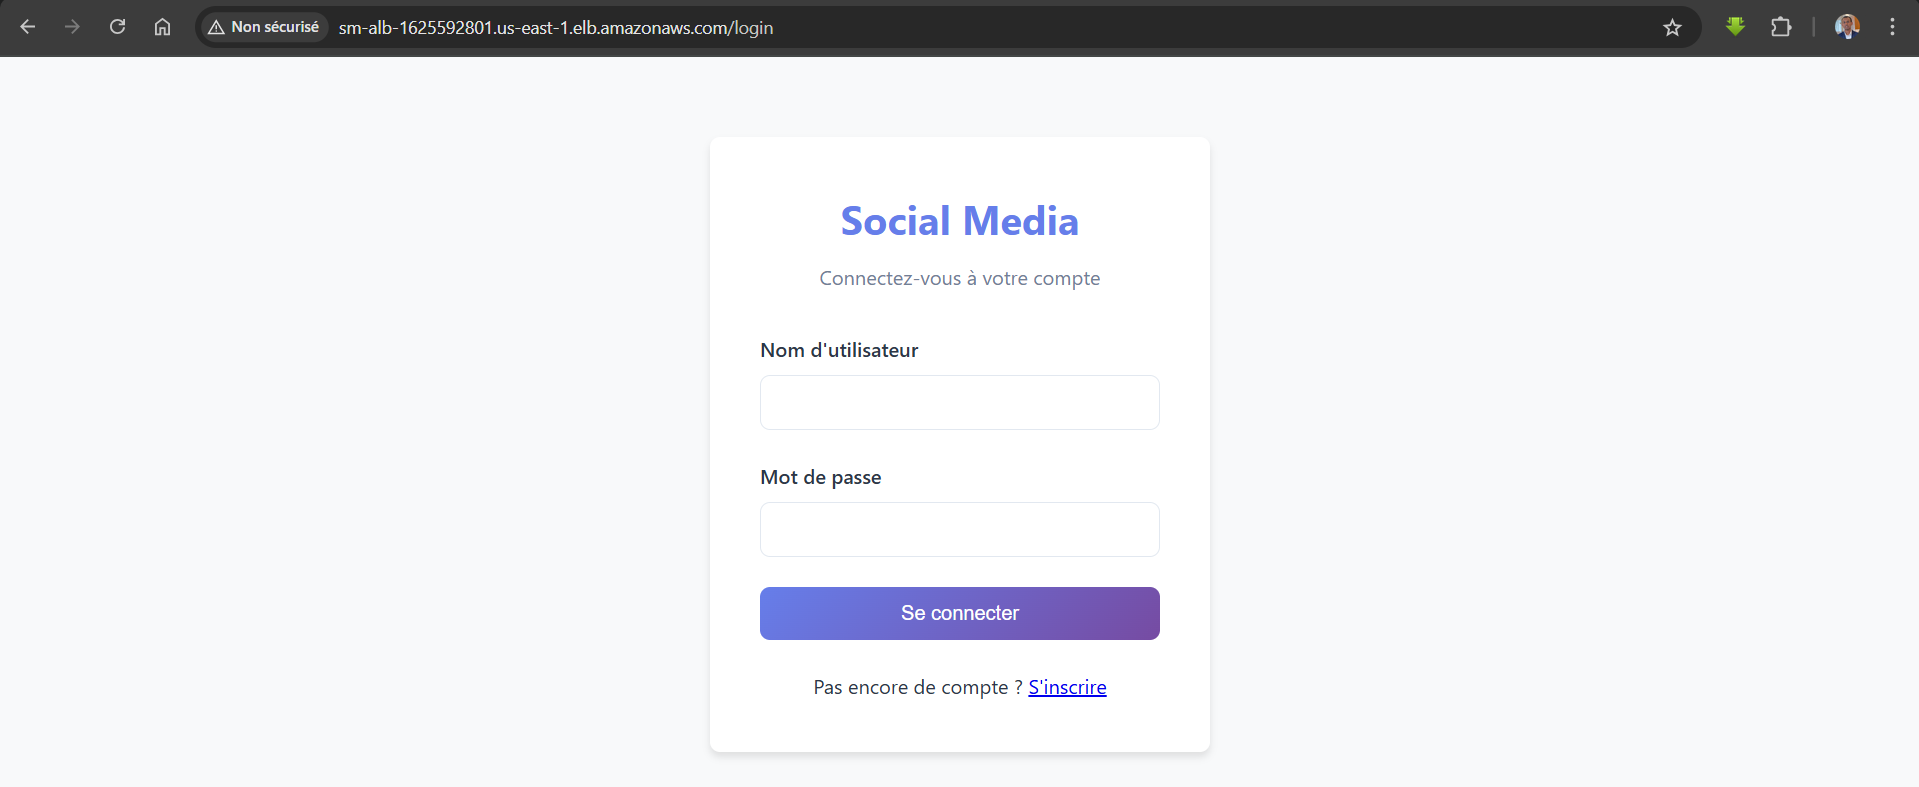 Non sécurisé sm-alb-1625592801.us-east-1.elb.amazonaws.com/login
Social Media
Connectez-vous à votre compte
Nom d'utilisateur
Mot de passe
Se connecter
Pas encore de compte ? S'inscrire